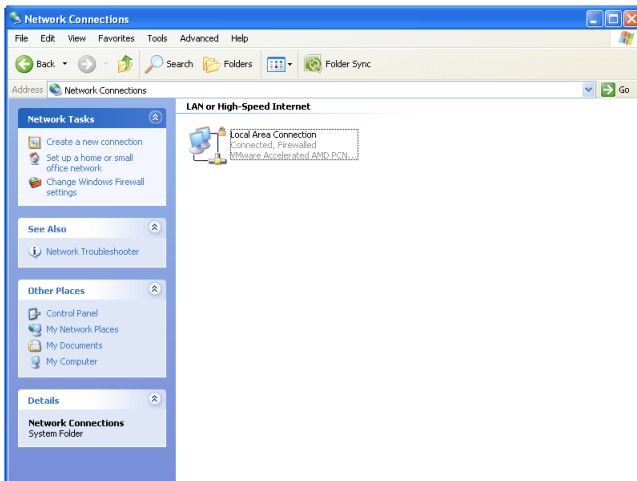 Network Connections
File Edit View Favorites Tools Advanced Help
Back Search Folders Folder Sync
Address Network Connections Go
LAN or High-Speed Internet
Local Area Connection
Connected, Firewalled
VMware Accelerated AMD PCN...
Network Tasks
Create a new connection
Set up a home or small
office network
Change Windows Firewall
settings
See Also
Network Troubleshooter
Other Places
Control Panel
My Network Places
My Documents
My Computer
Details
Network Connections
System Folder